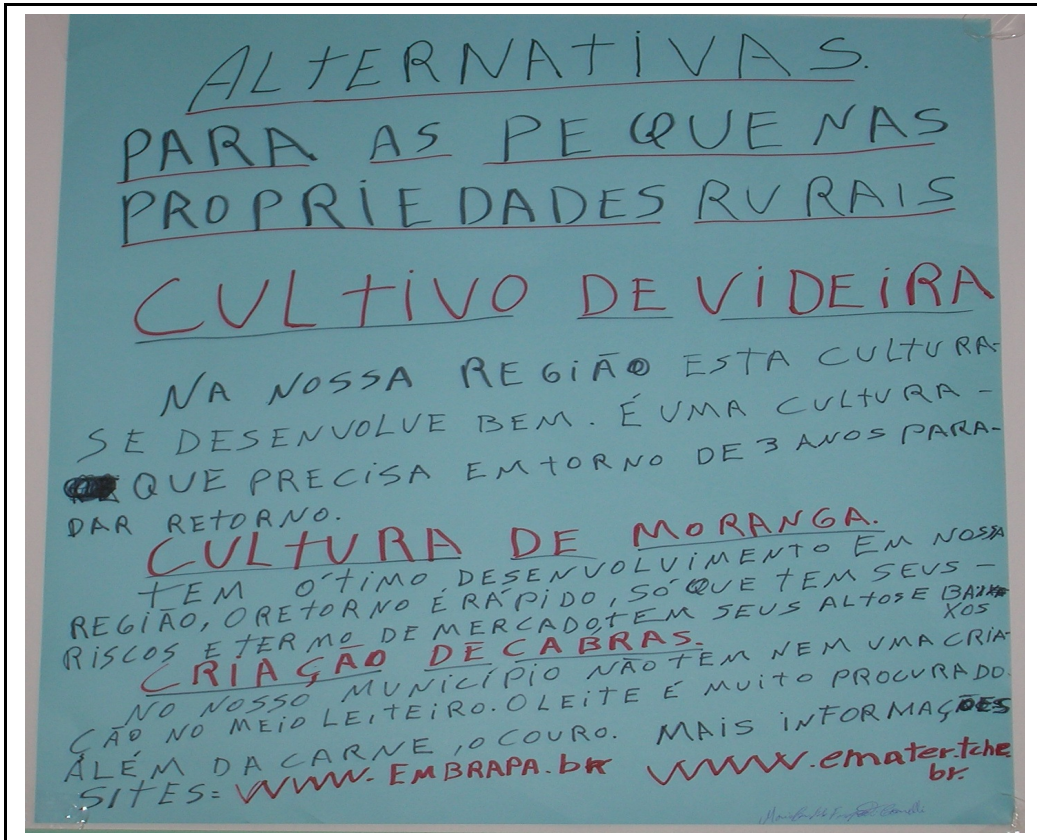 ALTERNATIVAS.
PARA AS PEQUENAS
PROPRIEDADES RURAIS
CULTIVO DE VIDEIRA
NA NOSSA REGIÃO ESTA CULTURA-
SE DESENVOLVE BEM. É UMA CULTURA-
QUE PRECISA EM TORNO DE 3 ANOS PARA-
DAR RETORNO.
CULTURA DE MORANGA.
TEM ÓTIMO DESENVOLVIMENTO EM NOSSA
REGIÃO, O RETORNO É RÁPIDO, SÓ QUE TEM SEUS-
RISCOS E TERMO DE MERCADO, TEM SEUS ALTOS E BAI
XOS
CRIAÇÃO DE CABRAS.
NO NOSSO MUNICÍPIO NÃO TEM NEM UMA CRIA-
ÇÃO NO MEIO LEITEIRO. O LEITE É MUITO PROCURADO.
ALÉM DA CARNE, O COURO. MAIS INFORMAÇÕES
SITES: WWW.EMBRAPA.br WWW.emater.tche
br.